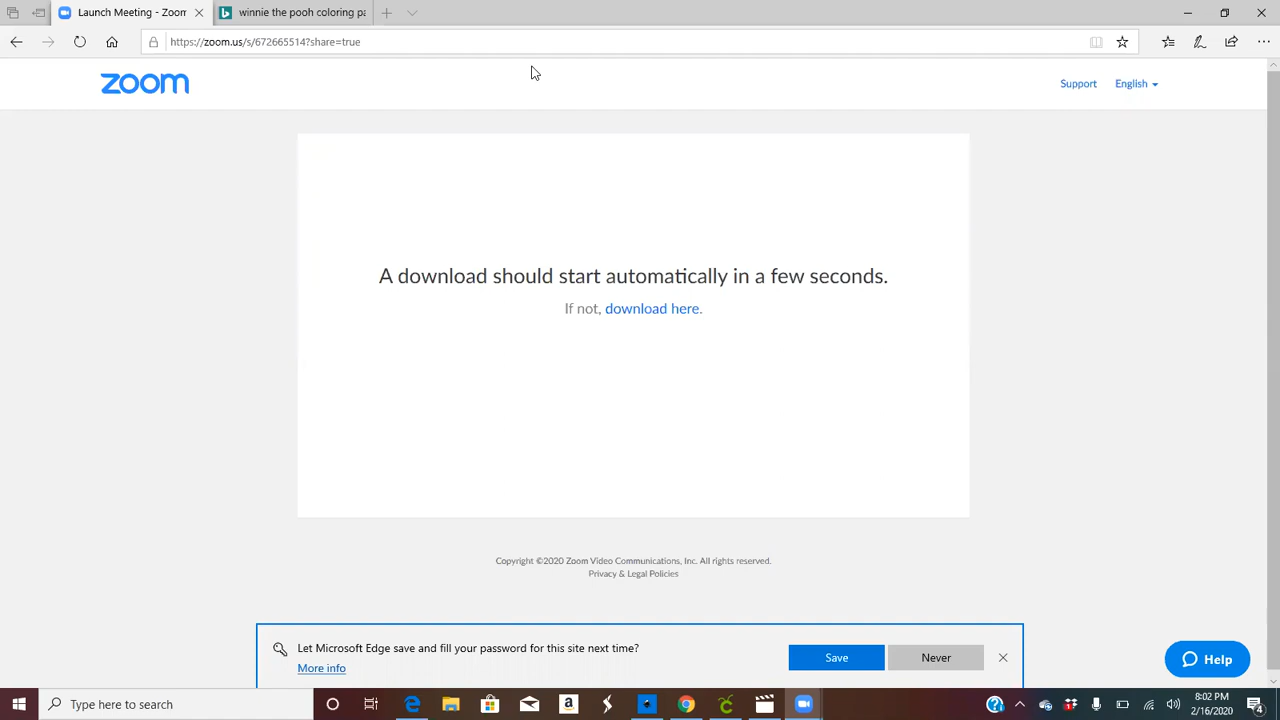 Launch Meeting - Zoom
winnie the pooh coloring pa
https://zoom.us/s/672665514?share=true
zoom
Support
English
A download should start automatically in a few seconds.
If not, download here.
Copyright ©2020 Zoom Video Communications, Inc. All rights reserved.
Privacy & Legal Policies
Let Microsoft Edge save and fill your password for this site next time?
More info
Save
Never
Help
Type here to search
8:02 PM
2/16/2020
4